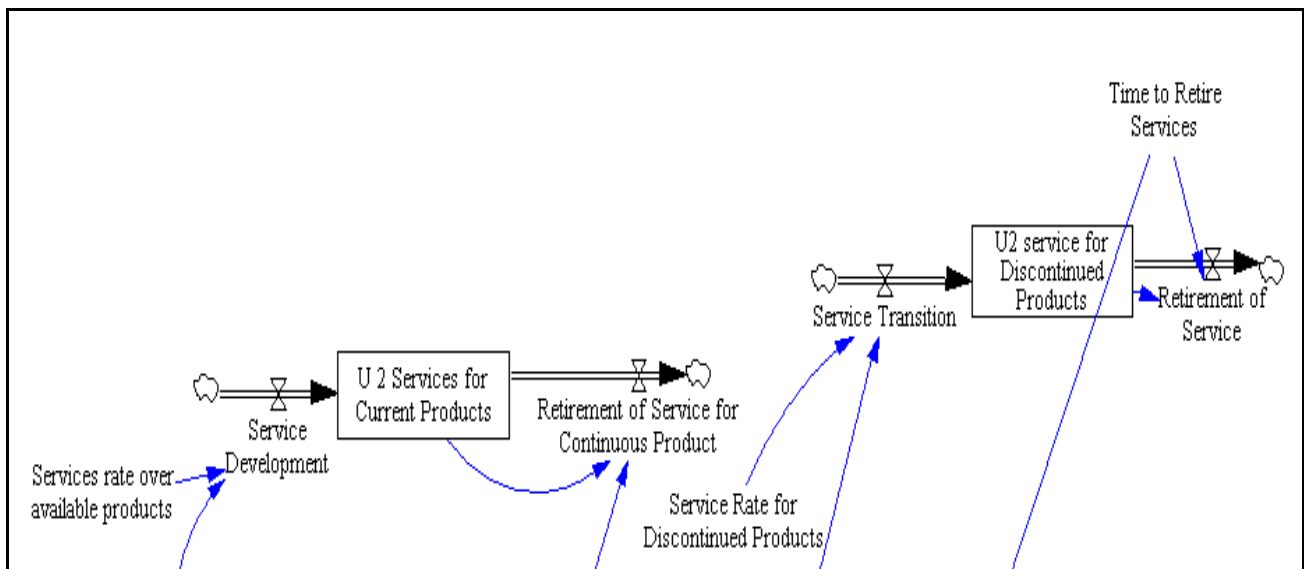 Time to Retire
Services
U2 service for
Discontinued
Products
Service Transition
Retirement of
Service
U 2 Services for
Current Products
Retirement of Service for
Continuous Product
Service
Development
Services rate over
available products
Service Rate for
Discontinued Products